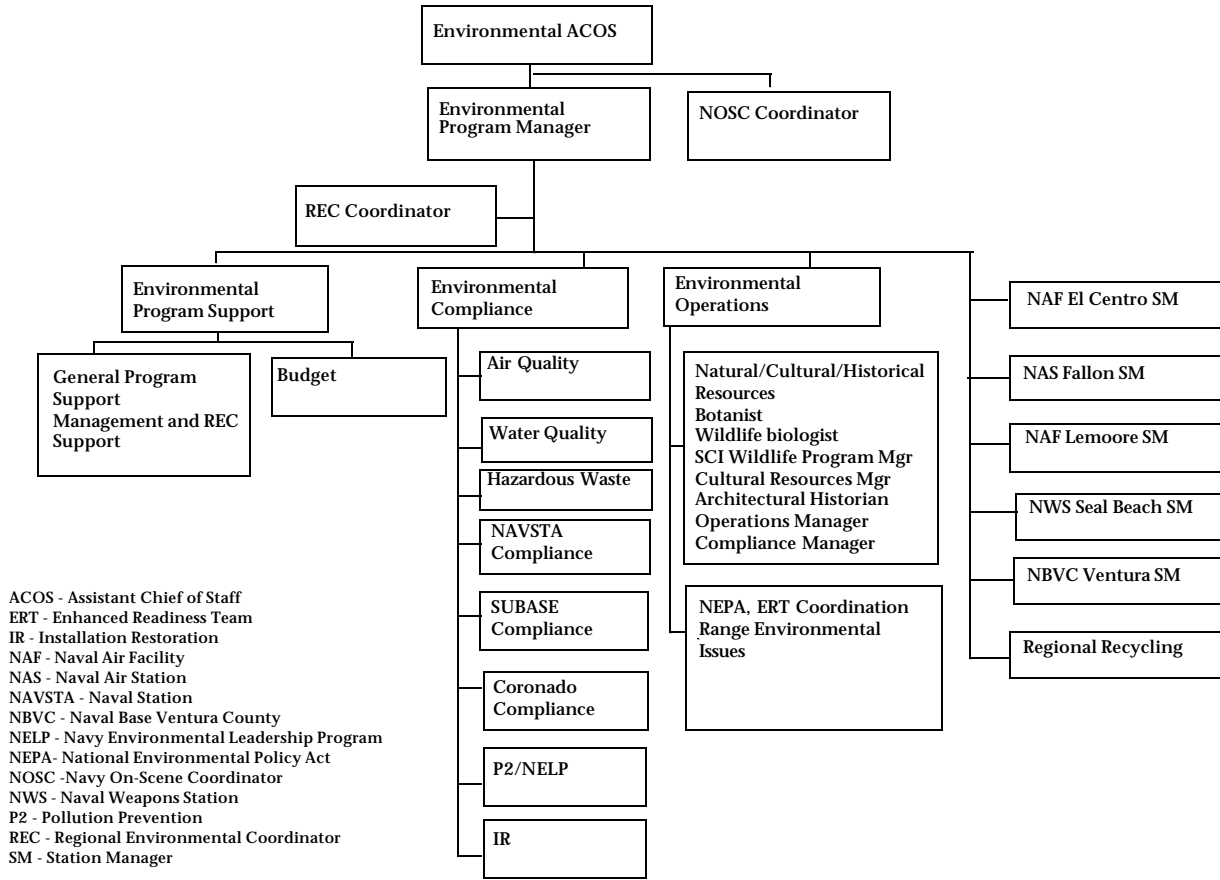 Environmental ACOS
Environmental
Program Manager
NOSC Coordinator
REC Coordinator
Environmental
Program Support
Environmental
Compliance
Environmental
Operations
General Program
Support
Management and REC
Support
Budget
Air Quality
Water Quality
Hazardous Waste
NAVSTA
Compliance
SUBASE
Compliance
Coronado
Compliance
P2/NELP
IR
Natural/Cultural/Historical
Resources
Botanist
Wildlife biologist
SCI Wildlife Program Mgr
Cultural Resources Mgr
Architectural Historian
Operations Manager
Compliance Manager
NEPA, ERT Coordination
Range Environmental
Issues
NAF El Centro SM
NAS Fallon SM
NAF Lemoore SM
NWS Seal Beach SM
NBVC Ventura SM
Regional Recycling
ACOS - Assistant Chief of Staff
ERT - Enhanced Readiness Team
IR - Installation Restoration
NAF - Naval Air Facility
NAS - Naval Air Station
NAVSTA - Naval Station
NBVC - Naval Base Ventura County
NELP - Navy Environmental Leadership Program
NEPA- National Environmental Policy Act
NOSC -Navy On-Scene Coordinator
NWS - Naval Weapons Station
P2 - Pollution Prevention
REC - Regional Environmental Coordinator
SM - Station Manager